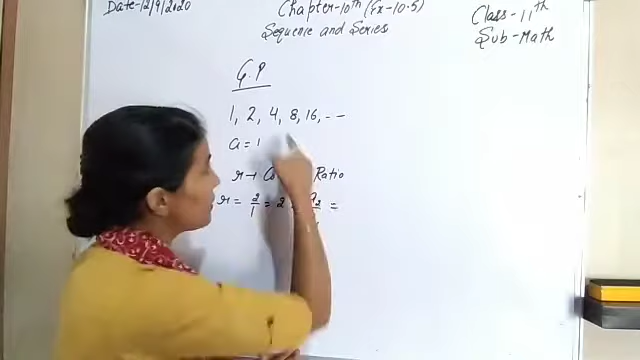 Date-12/9/2020
Chapter-10th (Ex-10.5)
Class-11th
Sequence and Series
Sub-Math
G.P
1, 2, 4, 8, 16, - -
a = 1
r → Ratio
r = 2/1 = 2 =